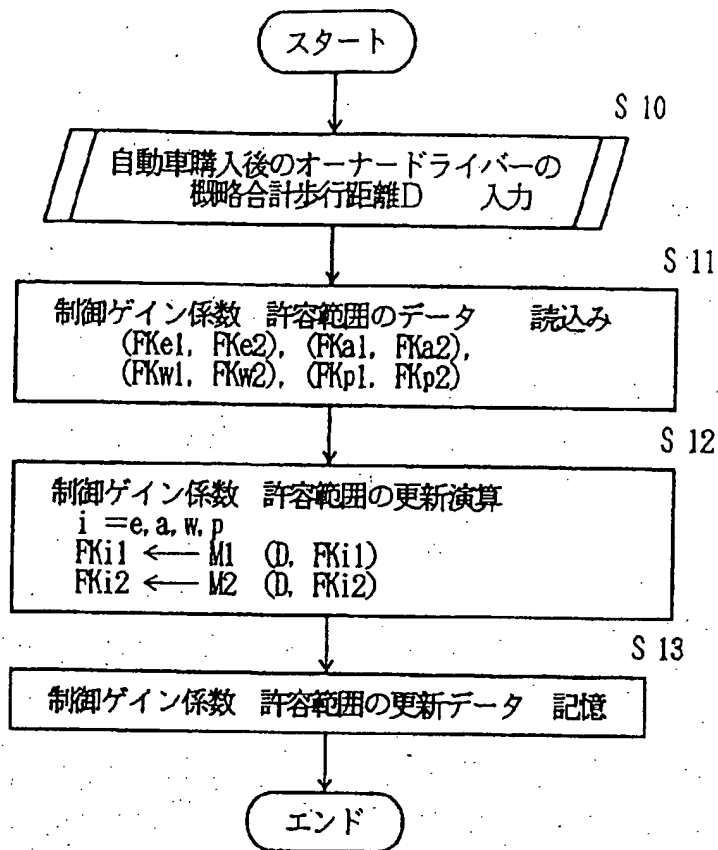 スタート
S 10
自動車購入後のオーナードライバーの
概略合計歩行距離D 入力
S 11
制御ゲイン係数 許容範囲のデータ 読込み
(FKe1, FKe2), (FKa1, FKa2),
(FKw1, FKw2), (FKp1, FKp2)
S 12
制御ゲイン係数 許容範囲の更新演算
i =e,a,w,p
FKi1 ← M1 (D, FKi1)
FKi2 ← M2 (D, FKi2)
S 13
制御ゲイン係数 許容範囲の更新データ 記憶
エンド